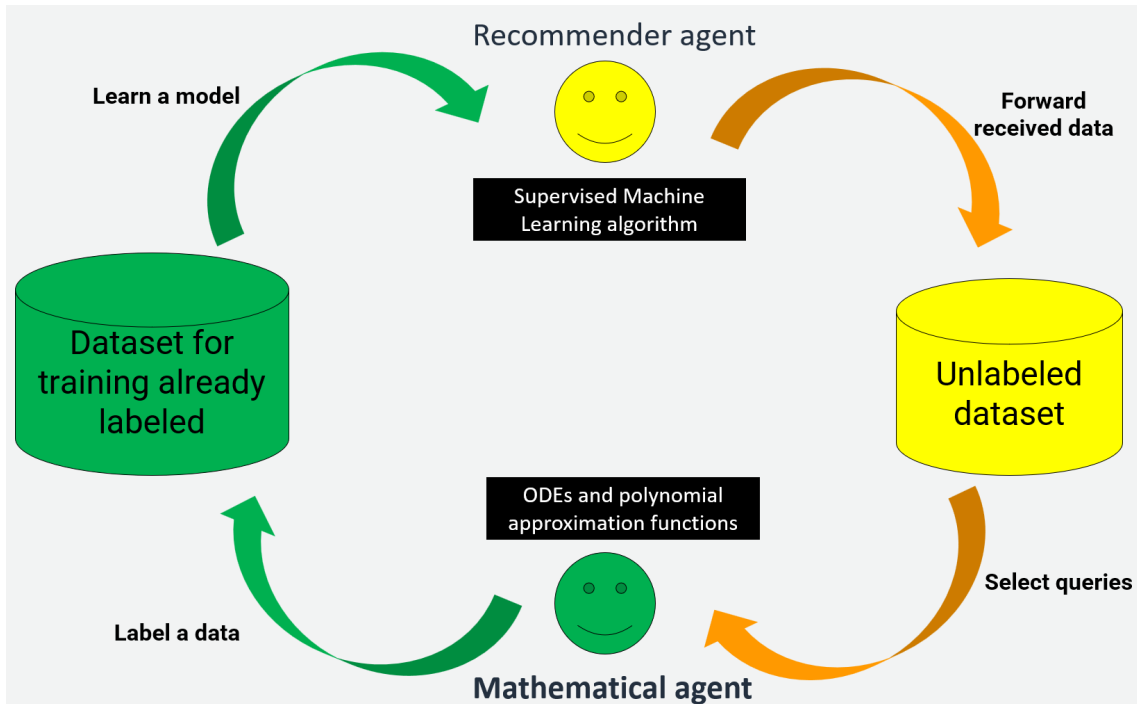 Recommender agent
Learn a model
Forward
received data
Supervised Machine
Learning algorithm
Dataset for
training already
labeled
Unlabeled
dataset
ODEs and polynomial
approximation functions
Select queries
Label a data
Mathematical agent